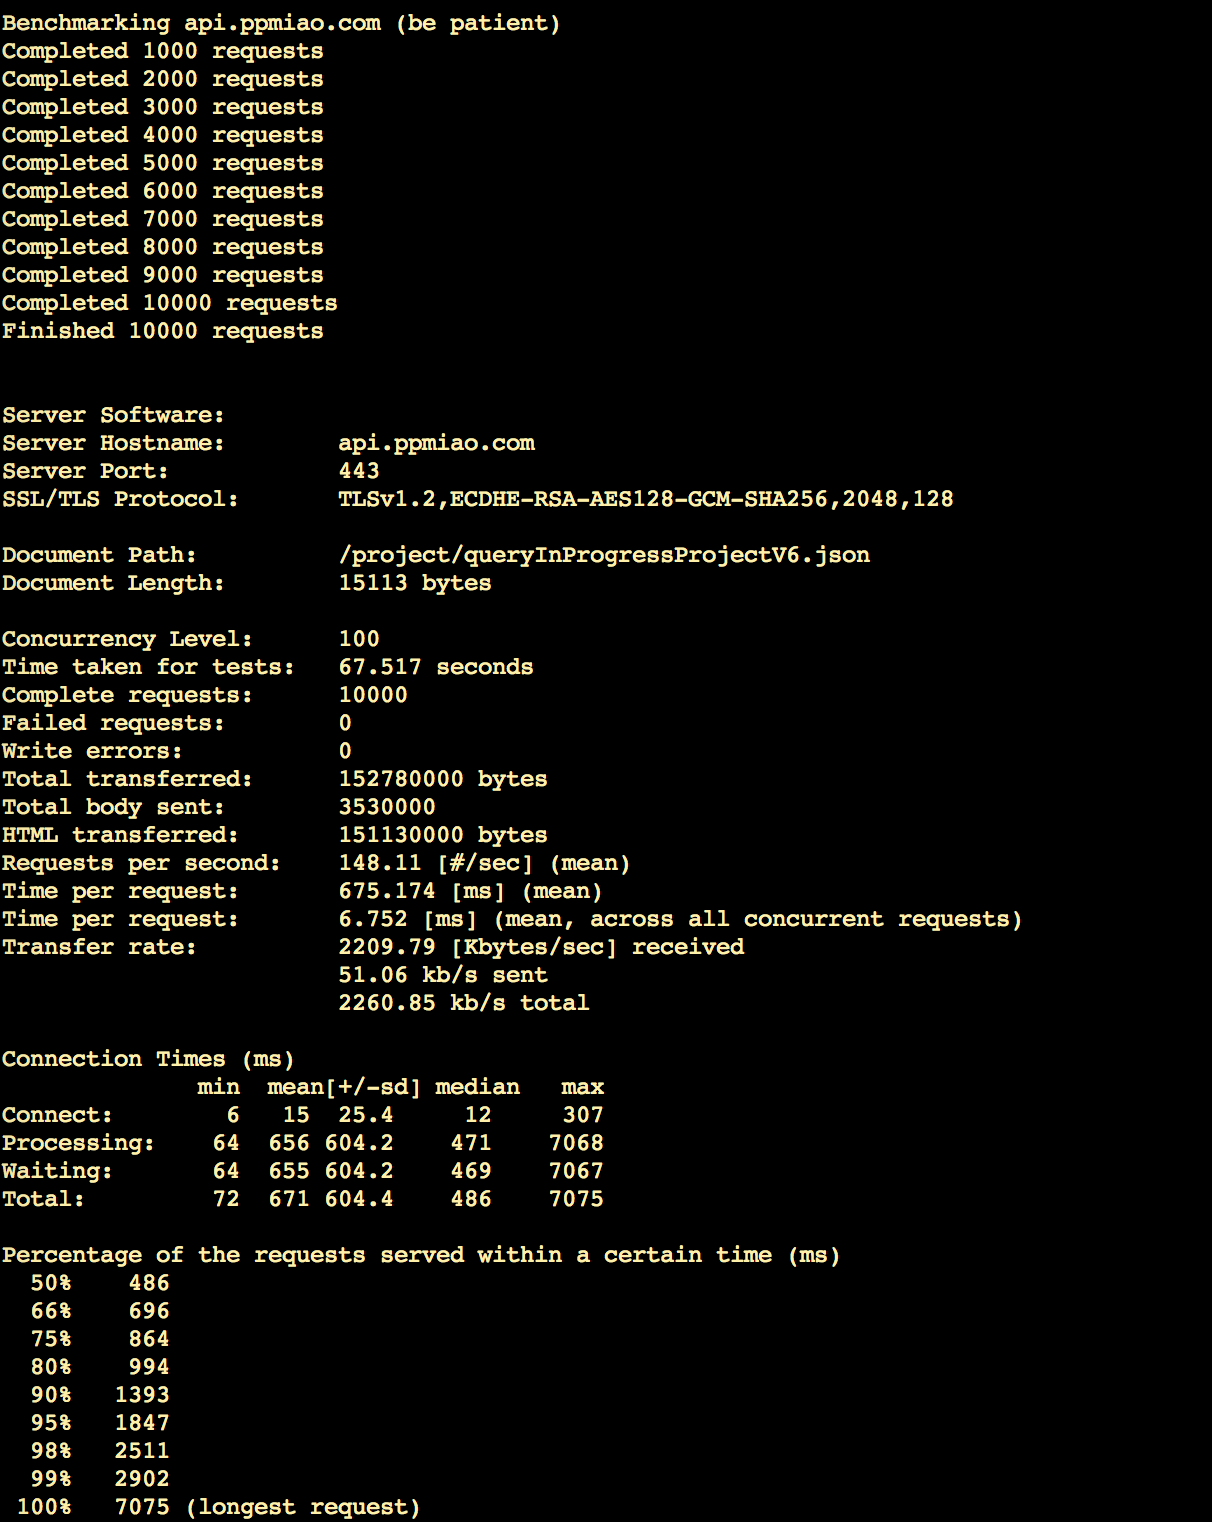 Benchmarking api.ppmiao.com (be patient)
Completed 1000 requests
Completed 2000 requests
Completed 3000 requests
Completed 4000 requests
Completed 5000 requests
Completed 6000 requests
Completed 7000 requests
Completed 8000 requests
Completed 9000 requests
Completed 10000 requests
Finished 10000 requests
Server Software:
Server Hostname:        api.ppmiao.com
Server Port:            443
SSL/TLS Protocol:       TLSv1.2,ECDHE-RSA-AES128-GCM-SHA256,2048,128
Document Path:          /project/queryInProgressProjectV6.json
Document Length:        15113 bytes
Concurrency Level:      100
Time taken for tests:   67.517 seconds
Complete requests:      10000
Failed requests:        0
Write errors:           0
Total transferred:      152780000 bytes
Total body sent:        3530000
HTML transferred:       151130000 bytes
Requests per second:    148.11 [#/sec] (mean)
Time per request:       675.174 [ms] (mean)
Time per request:       6.752 [ms] (mean, across all concurrent requests)
Transfer rate:          2209.79 [Kbytes/sec] received
                        51.06 kb/s sent
                        2260.85 kb/s total
Connection Times (ms)
              min  mean[+/-sd] median   max
Connect:        6   15  25.4     12     307
Processing:    64  656 604.2    471    7068
Waiting:       64  655 604.2    469    7067
Total:         72  671 604.4    486    7075
Percentage of the requests served within a certain time (ms)
  50%    486
  66%    696
  75%    864
  80%    994
  90%   1393
  95%   1847
  98%   2511
  99%   2902
 100%   7075 (longest request)